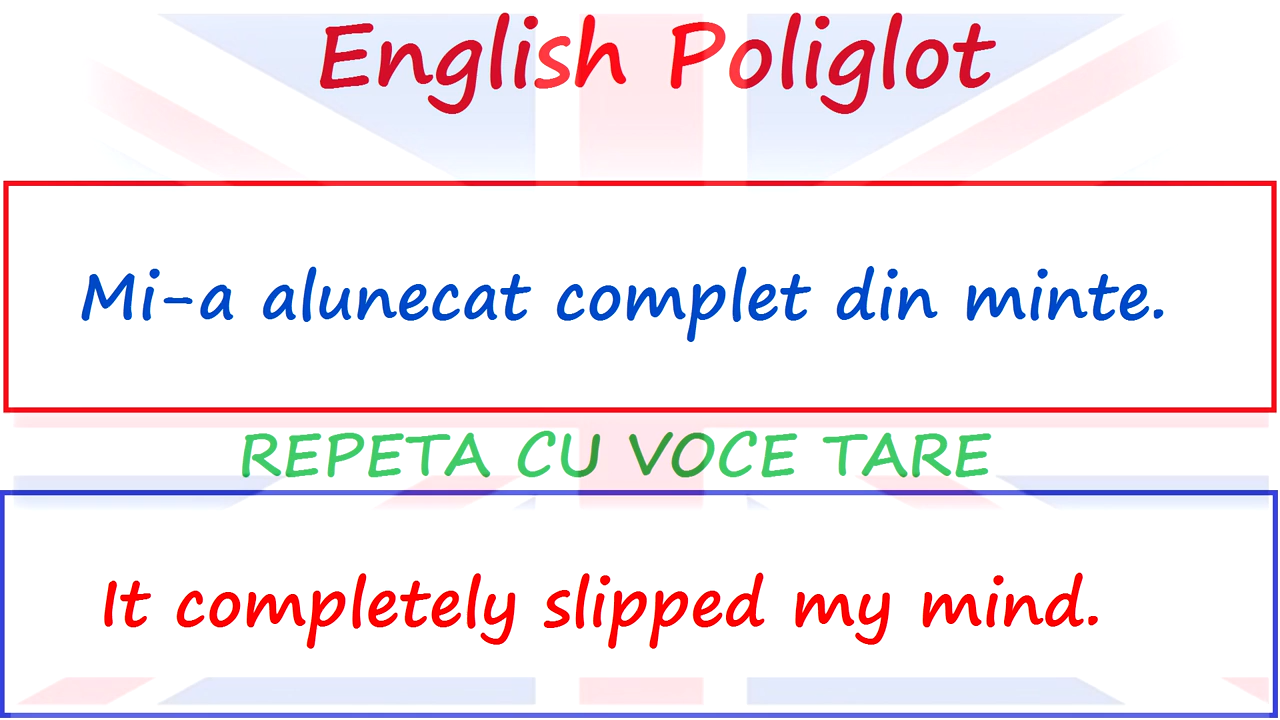 English Poliglot
Mi-a alunecat complet din minte.
REPETA CU VOCE TARE
It completely slipped my mind.